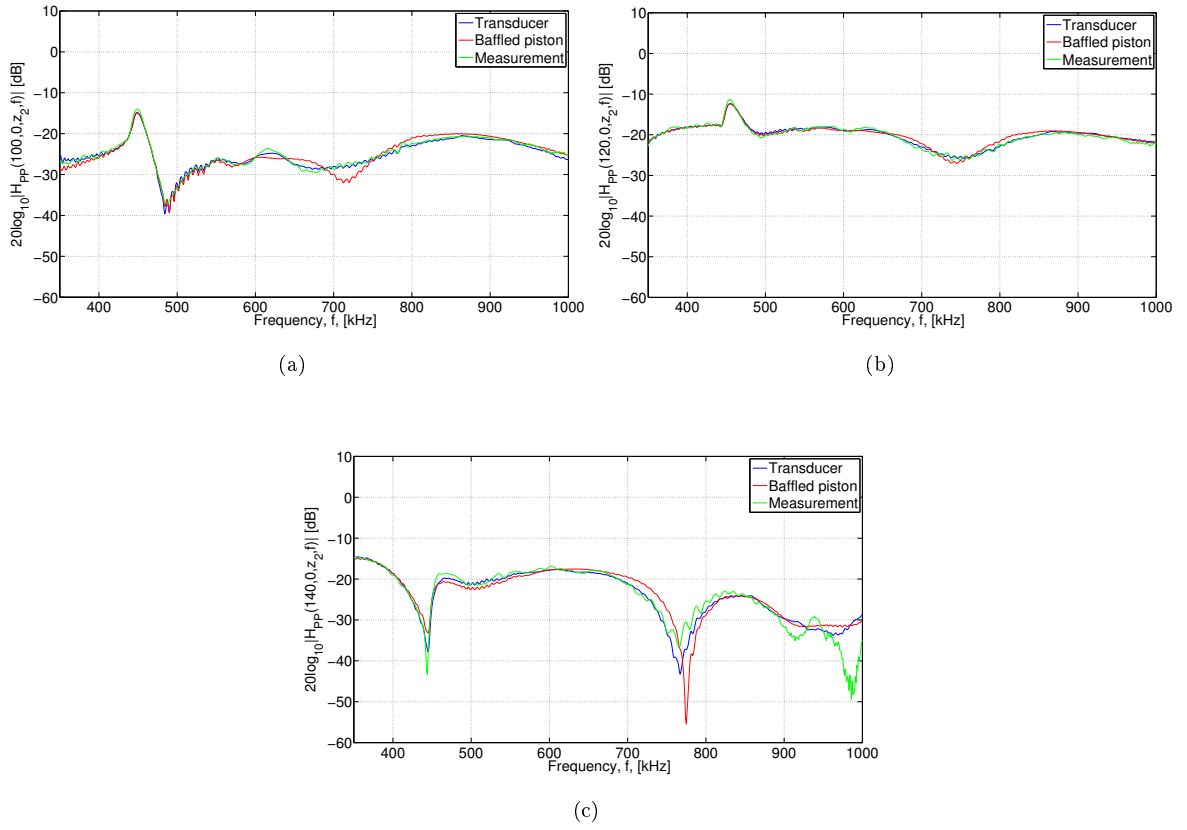 10
0
−10
−20
−30
−40
−50
−60
20log10|HPP(100,0,z2,f)| [dB]
400 500 600 700 800 900 1000
Frequency, f, [kHz]
Transducer
Baffled piston
Measurement
(a)
10
0
−10
−20
−30
−40
−50
−60
20log10|HPP(120,0,z2,f)| [dB]
400 500 600 700 800 900 1000
Frequency, f, [kHz]
Transducer
Baffled piston
Measurement
(b)
10
0
−10
−20
−30
−40
−50
−60
20log10|HPP(140,0,z2,f)| [dB]
400 500 600 700 800 900 1000
Frequency, f, [kHz]
Transducer
Baffled piston
Measurement
(c)